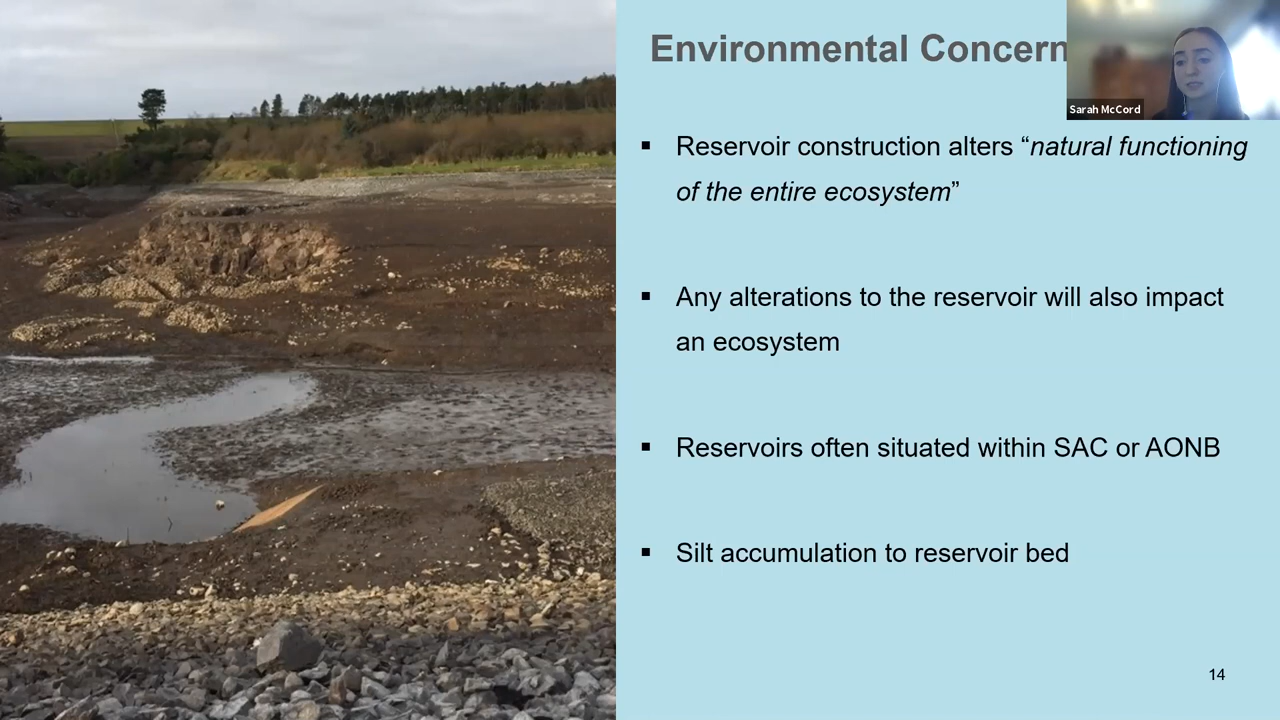 Environmental Concern
Sarah McCord
▪ Reservoir construction alters “natural functioning
of the entire ecosystem”
▪ Any alterations to the reservoir will also impact
an ecosystem
▪ Reservoirs often situated within SAC or AONB
▪ Silt accumulation to reservoir bed
14